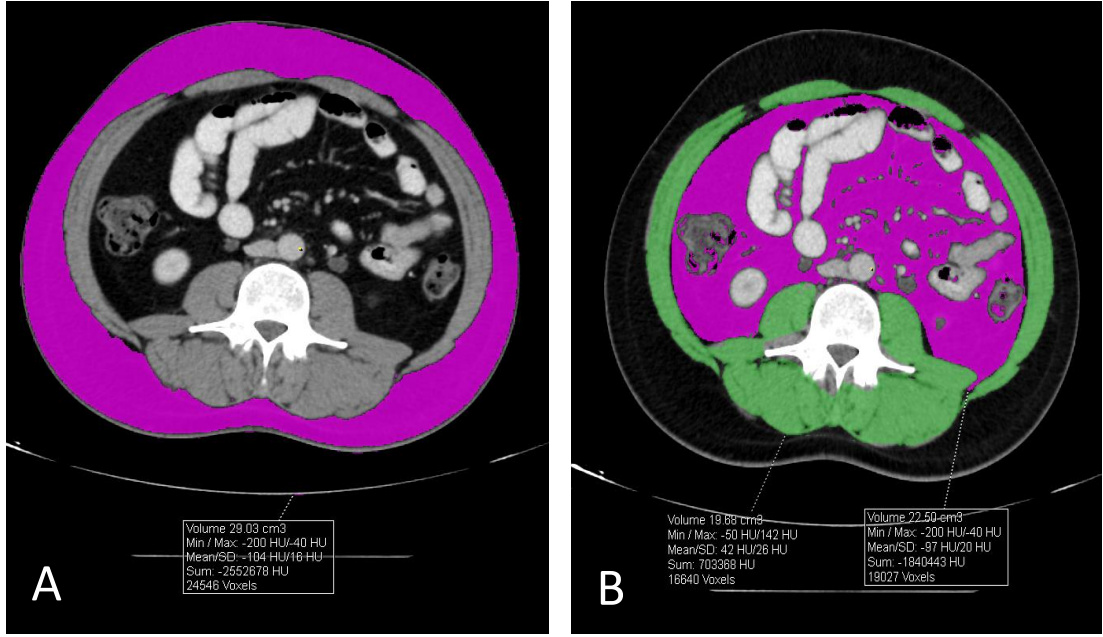 Volume 29.03 cm3
Min / Max: -200 HU/-40 HU
Mean/SD: -104 HU/16 HU
Sum: -2552678 HU
24546 Voxels
A
Volume 19.68 cm3
Min / Max: -50 HU/142 HU
Mean/SD: 42 HU/26 HU
Sum: 703368 HU
16640 Voxels
Volume 22.50 cm3
Min / Max: -200 HU/-40 HU
Mean/SD: -97 HU/20 HU
Sum: -1840443 HU
19027 Voxels
B